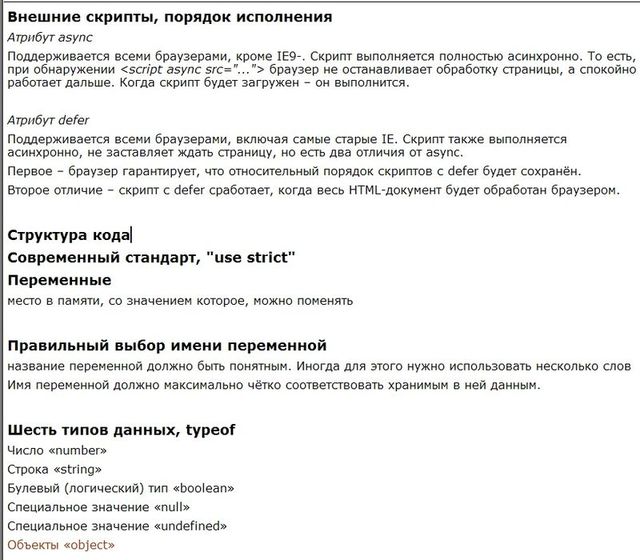 Внешние скрипты, порядок исполнения
Атрибут async
Поддерживается всеми браузерами, кроме IE9-. Скрипт выполняется полностью асинхронно. То есть,
при обнаружении <script async src="..."> браузер не останавливает обработку страницы, а спокойно
работает дальше. Когда скрипт будет загружен – он выполнится.
Атрибут defer
Поддерживается всеми браузерами, включая самые старые IE. Скрипт также выполняется
асинхронно, не заставляет ждать страницу, но есть два отличия от async.
Первое – браузер гарантирует, что относительный порядок скриптов с defer будет сохранён.
Второе отличие – скрипт с defer сработает, когда весь HTML-документ будет обработан браузером.
Структура кода
Современный стандарт, "use strict"
Переменные
место в памяти, со значением которое, можно поменять
Правильный выбор имени переменной
название переменной должно быть понятным. Иногда для этого нужно использовать несколько слов
Имя переменной должно максимально чётко соответствовать хранимым в ней данным.
Шесть типов данных, typeof
Число «number»
Строка «string»
Булевый (логический) тип «boolean»
Специальное значение «null»
Специальное значение «undefined»
Объекты «object»